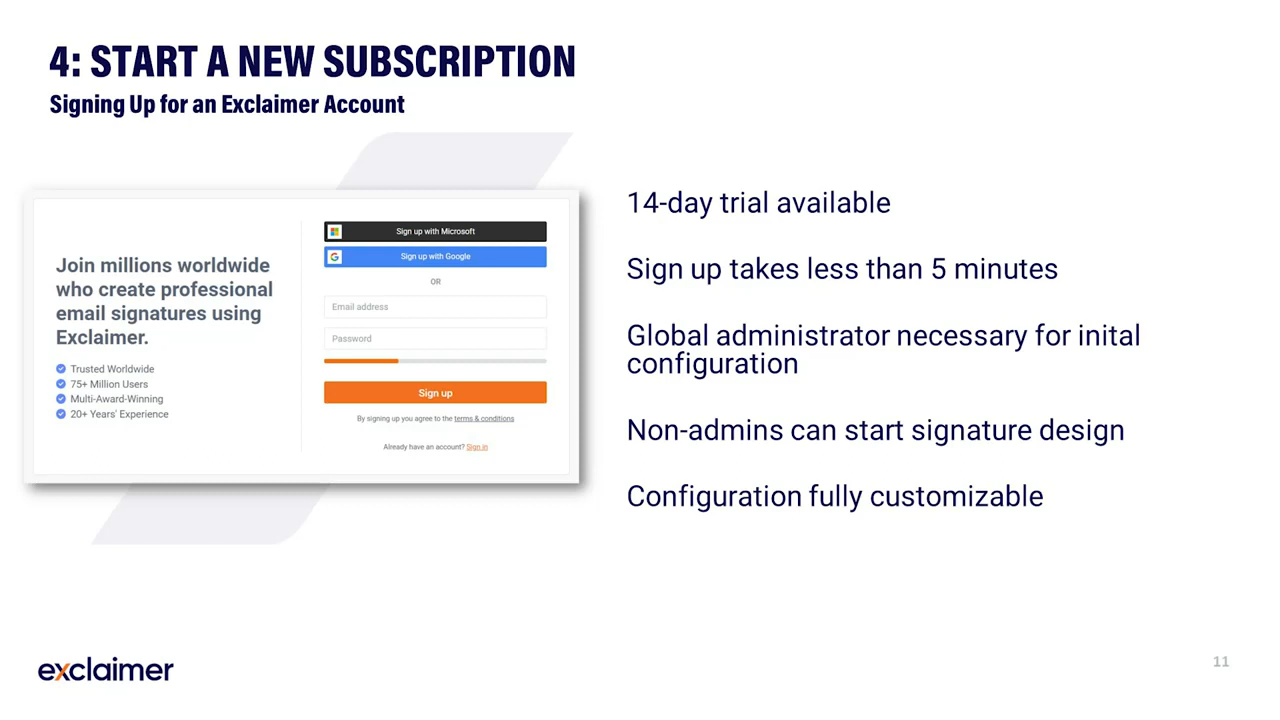 4: START A NEW SUBSCRIPTION
Signing Up for an Exclaimer Account
Join millions worldwide
who create professional
email signatures using
Exclaimer.
Trusted Worldwide
75+ Million Users
Multi-Award-Winning
20+ Years' Experience
Sign up with Microsoft
Sign up with Google
OR
Email address
Password
Sign up
By signing up you agree to the terms & conditions
Already have an account? Sign in
14-day trial available
Sign up takes less than 5 minutes
Global administrator necessary for inital
configuration
Non-admins can start signature design
Configuration fully customizable
exclaimer
11